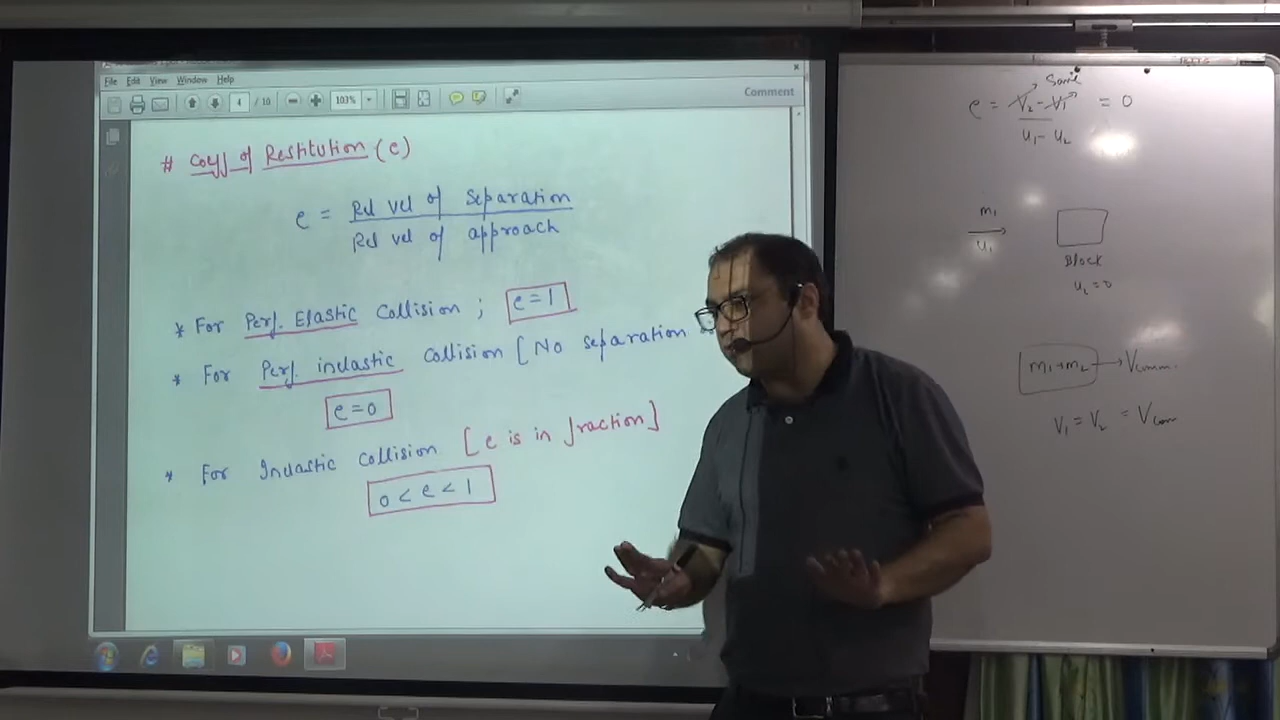 File Edit View Window Help
4 / 10 103% Comment
# Coeff of Restitution (e)
e = Rel vel of separation
Rel vel of approach
* For Perf. Elastic Collision ; e=1
* For Perf. inelastic Collision [No separation
e=0
* For Inelastic Collision [e is in fraction]
0 < e < 1
Same
e = V₂ - V₁ = 0
u₁ - u₂
m₁
u₁
Block
u₂=0
m₁+m₂ → Vcomm.
V₁ = V₂ = Vcom